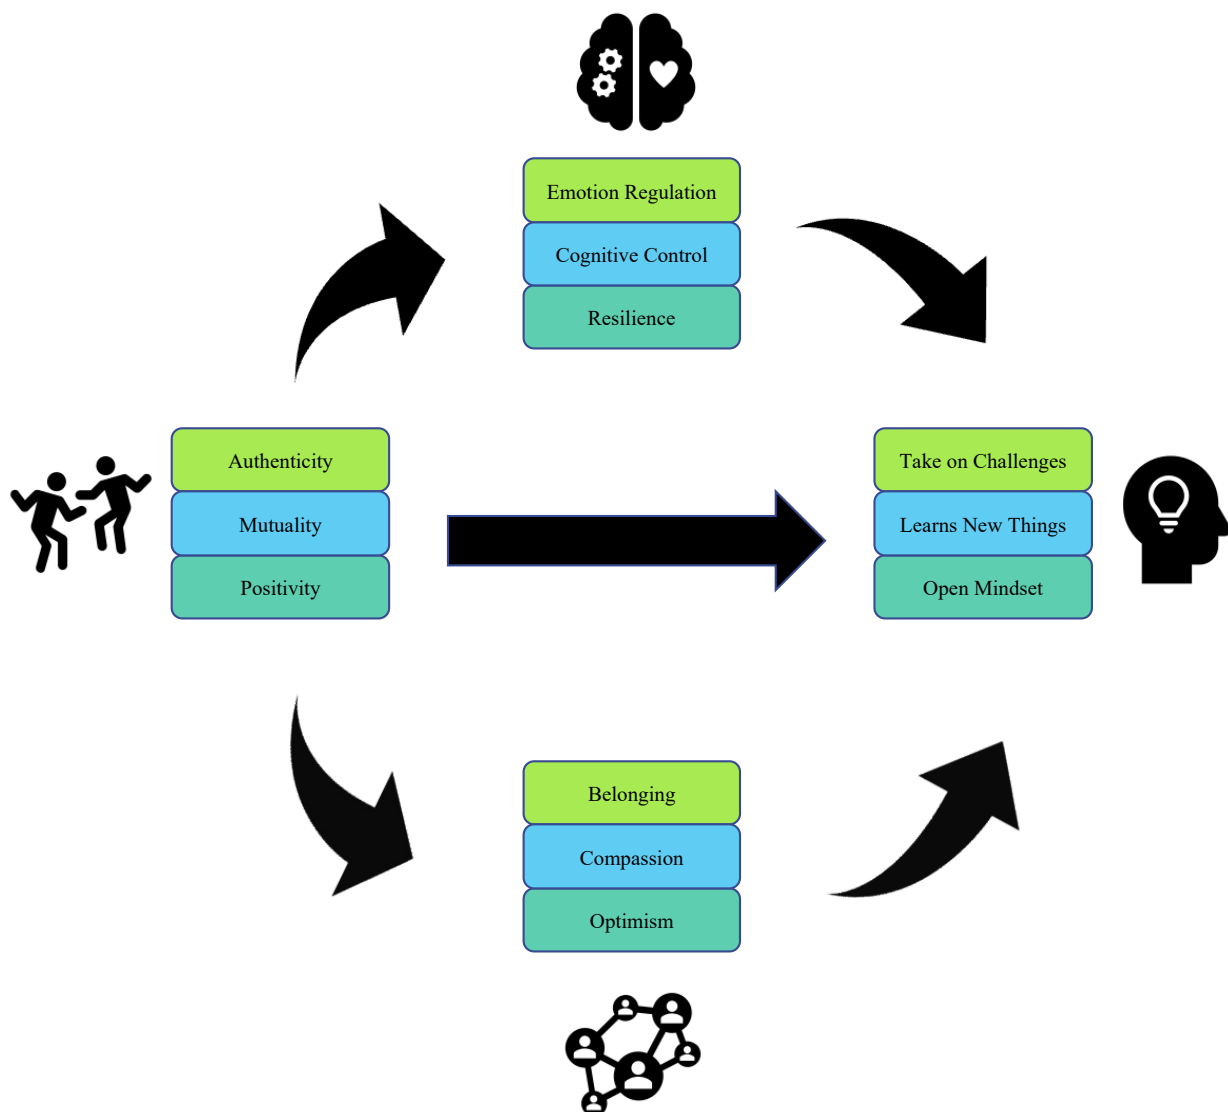 Emotion Regulation
Cognitive Control
Resilience
Authenticity
Mutuality
Positivity
Take on Challenges
Learns New Things
Open Mindset
Belonging
Compassion
Optimism